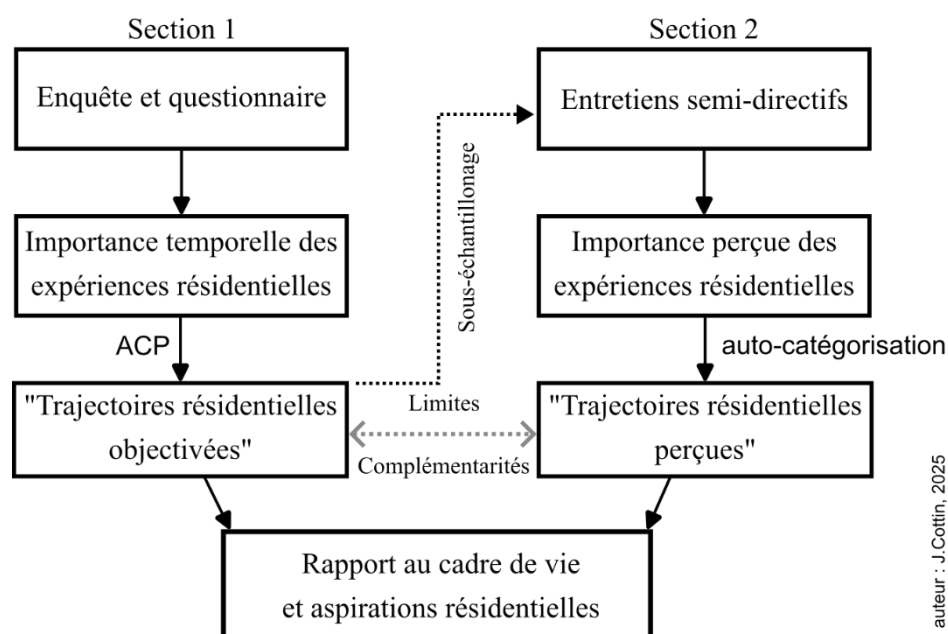 Section 1
Section 2
Enquête et questionnaire
Entretiens semi-directifs
Sous-échantillonage
Importance temporelle des
expériences résidentielles
Importance perçue des
expériences résidentielles
ACP
auto-catégorisation
"Trajectoires résidentielles
objectivées"
Limites
Complémentarités
"Trajectoires résidentielles
perçues"
Rapport au cadre de vie
et aspirations résidentielles
auteur : J.Cottin, 2025